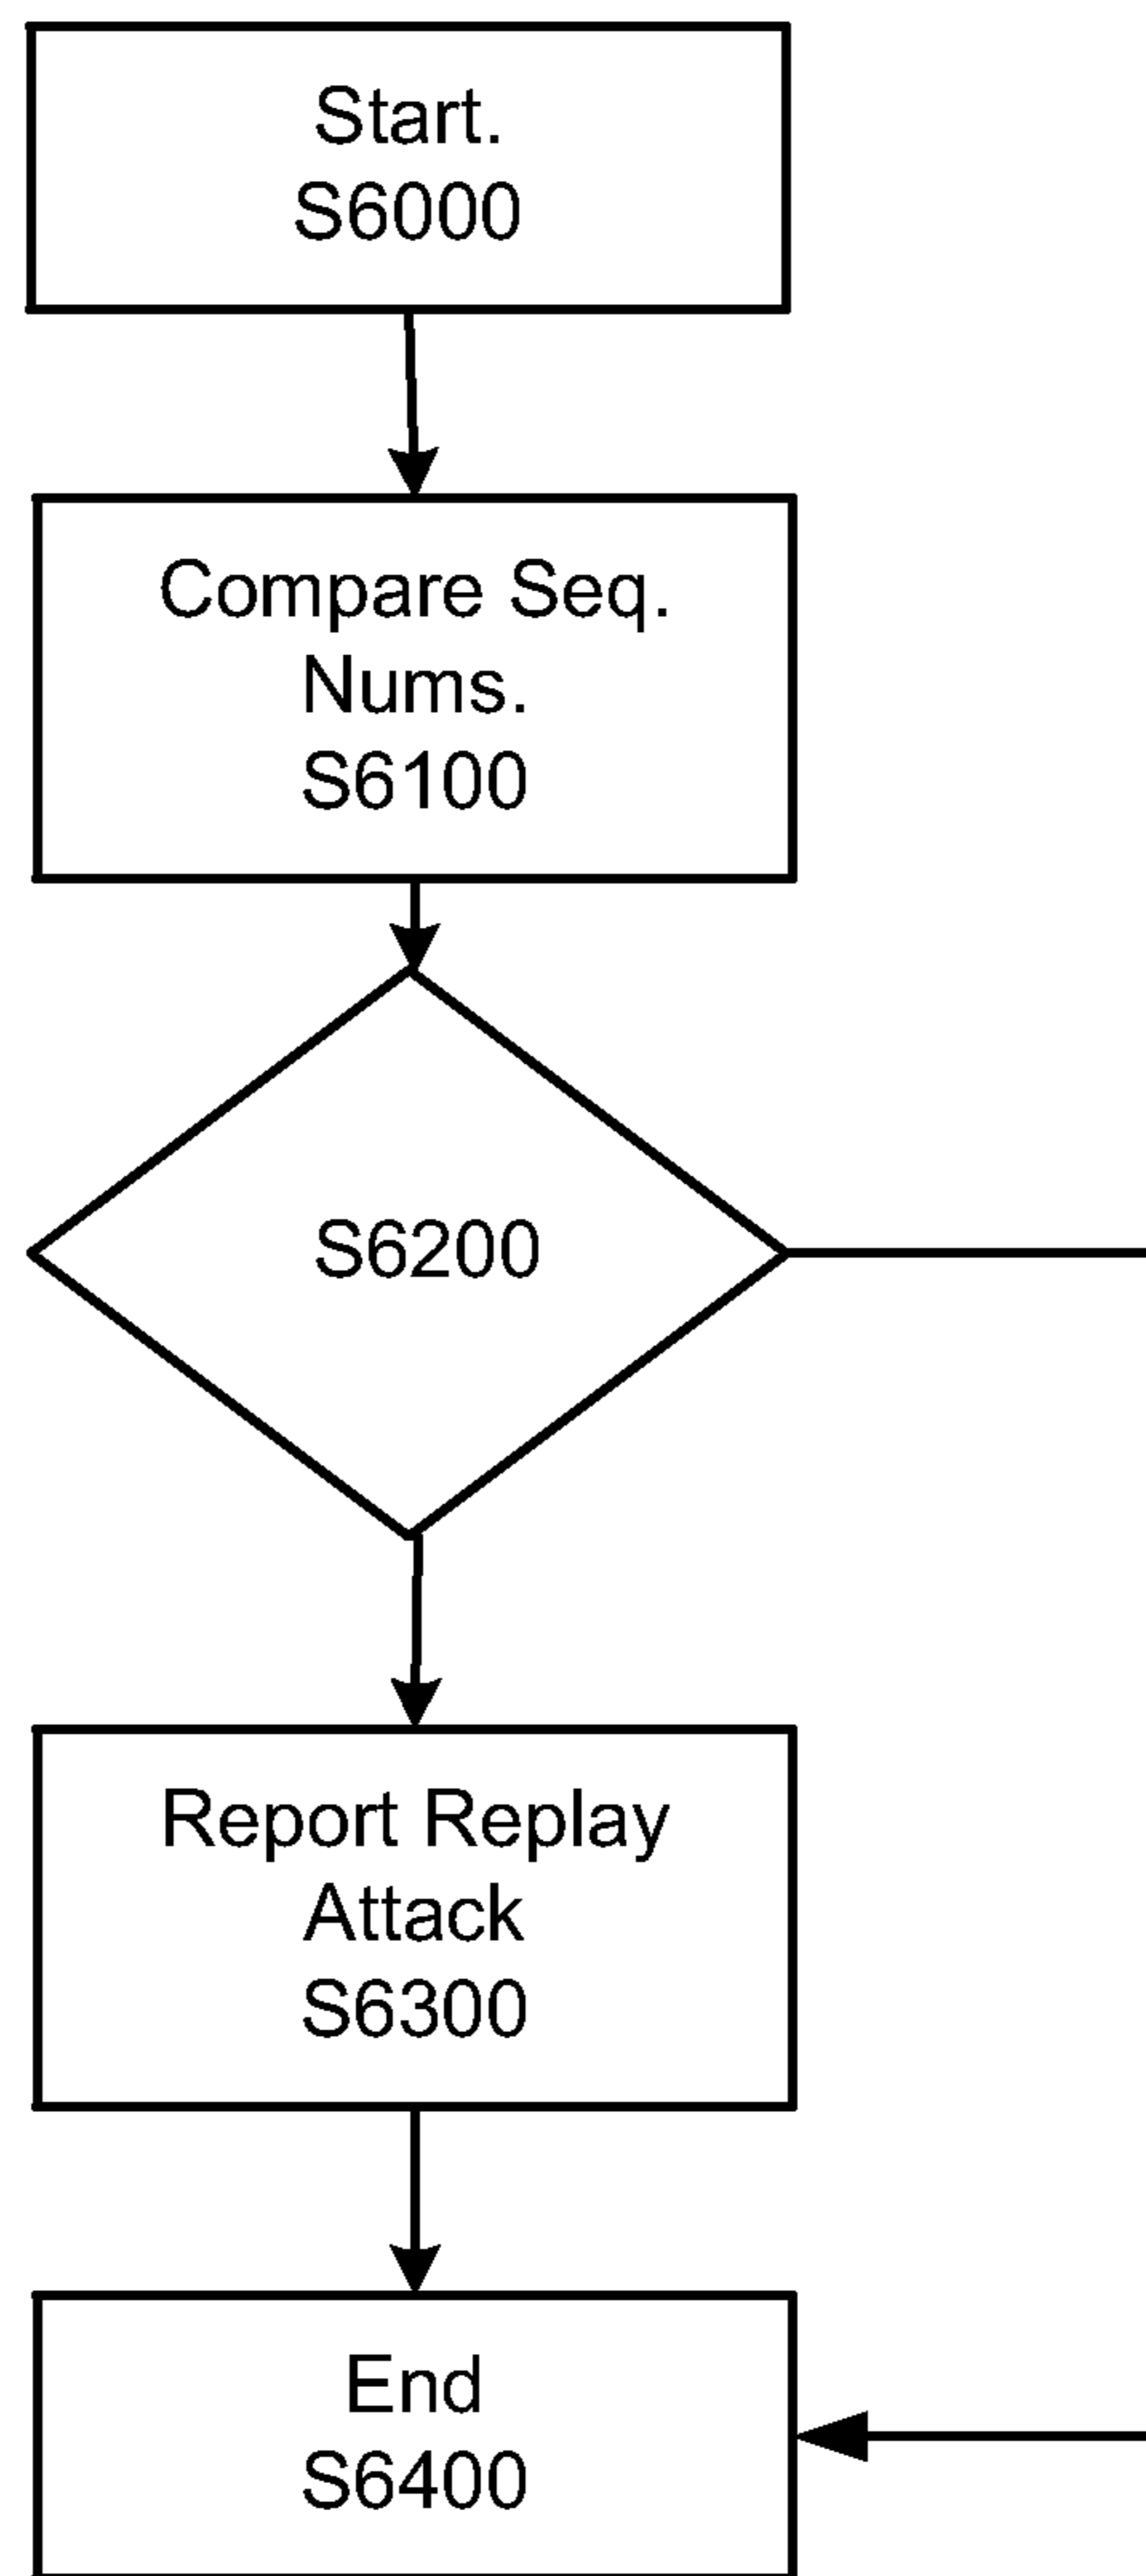 Start.
S6000
Compare Seq.
Nums.
S6100
S6200
Report Replay
Attack
S6300
End
S6400